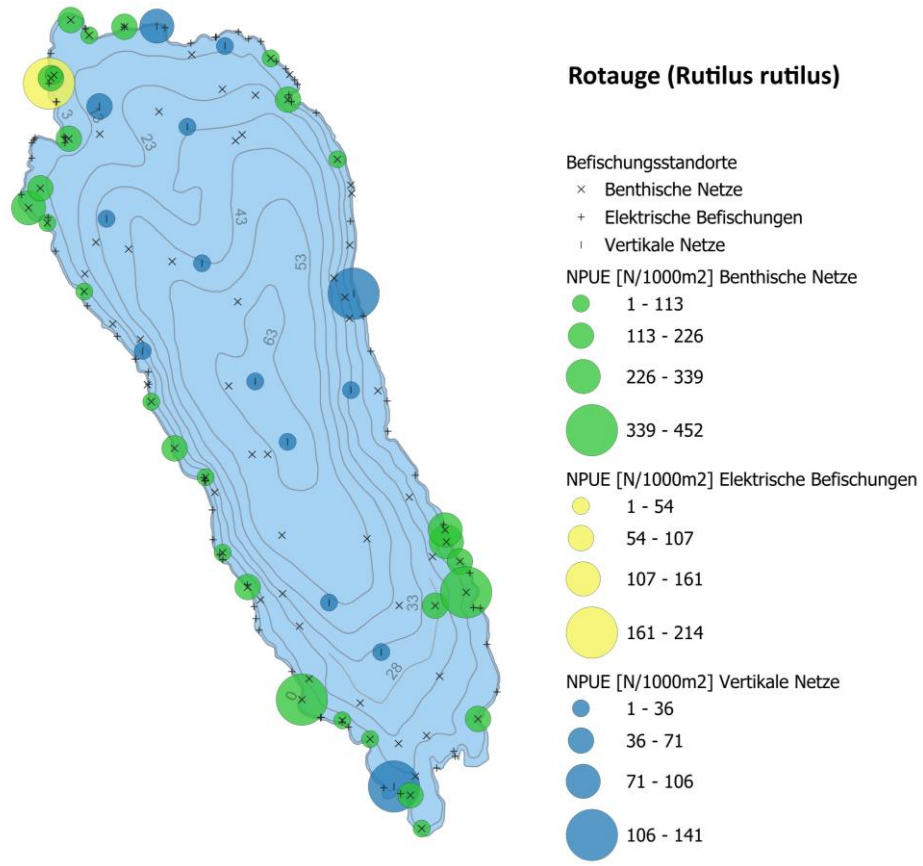 Rotauge (Rutilus rutilus)
Befischungsstandorte
Benthische Netze
Elektrische Befischungen
Vertikale Netze
NPUE [N/1000m2] Benthische Netze
1 - 113
113 - 226
226 - 339
339 - 452
NPUE [N/1000m2] Elektrische Befischungen
1 - 54
54 - 107
107 - 161
161 - 214
NPUE [N/1000m2] Vertikale Netze
1 - 36
36 - 71
71 - 106
106 - 141
3
23
43
53
63
33
28
0